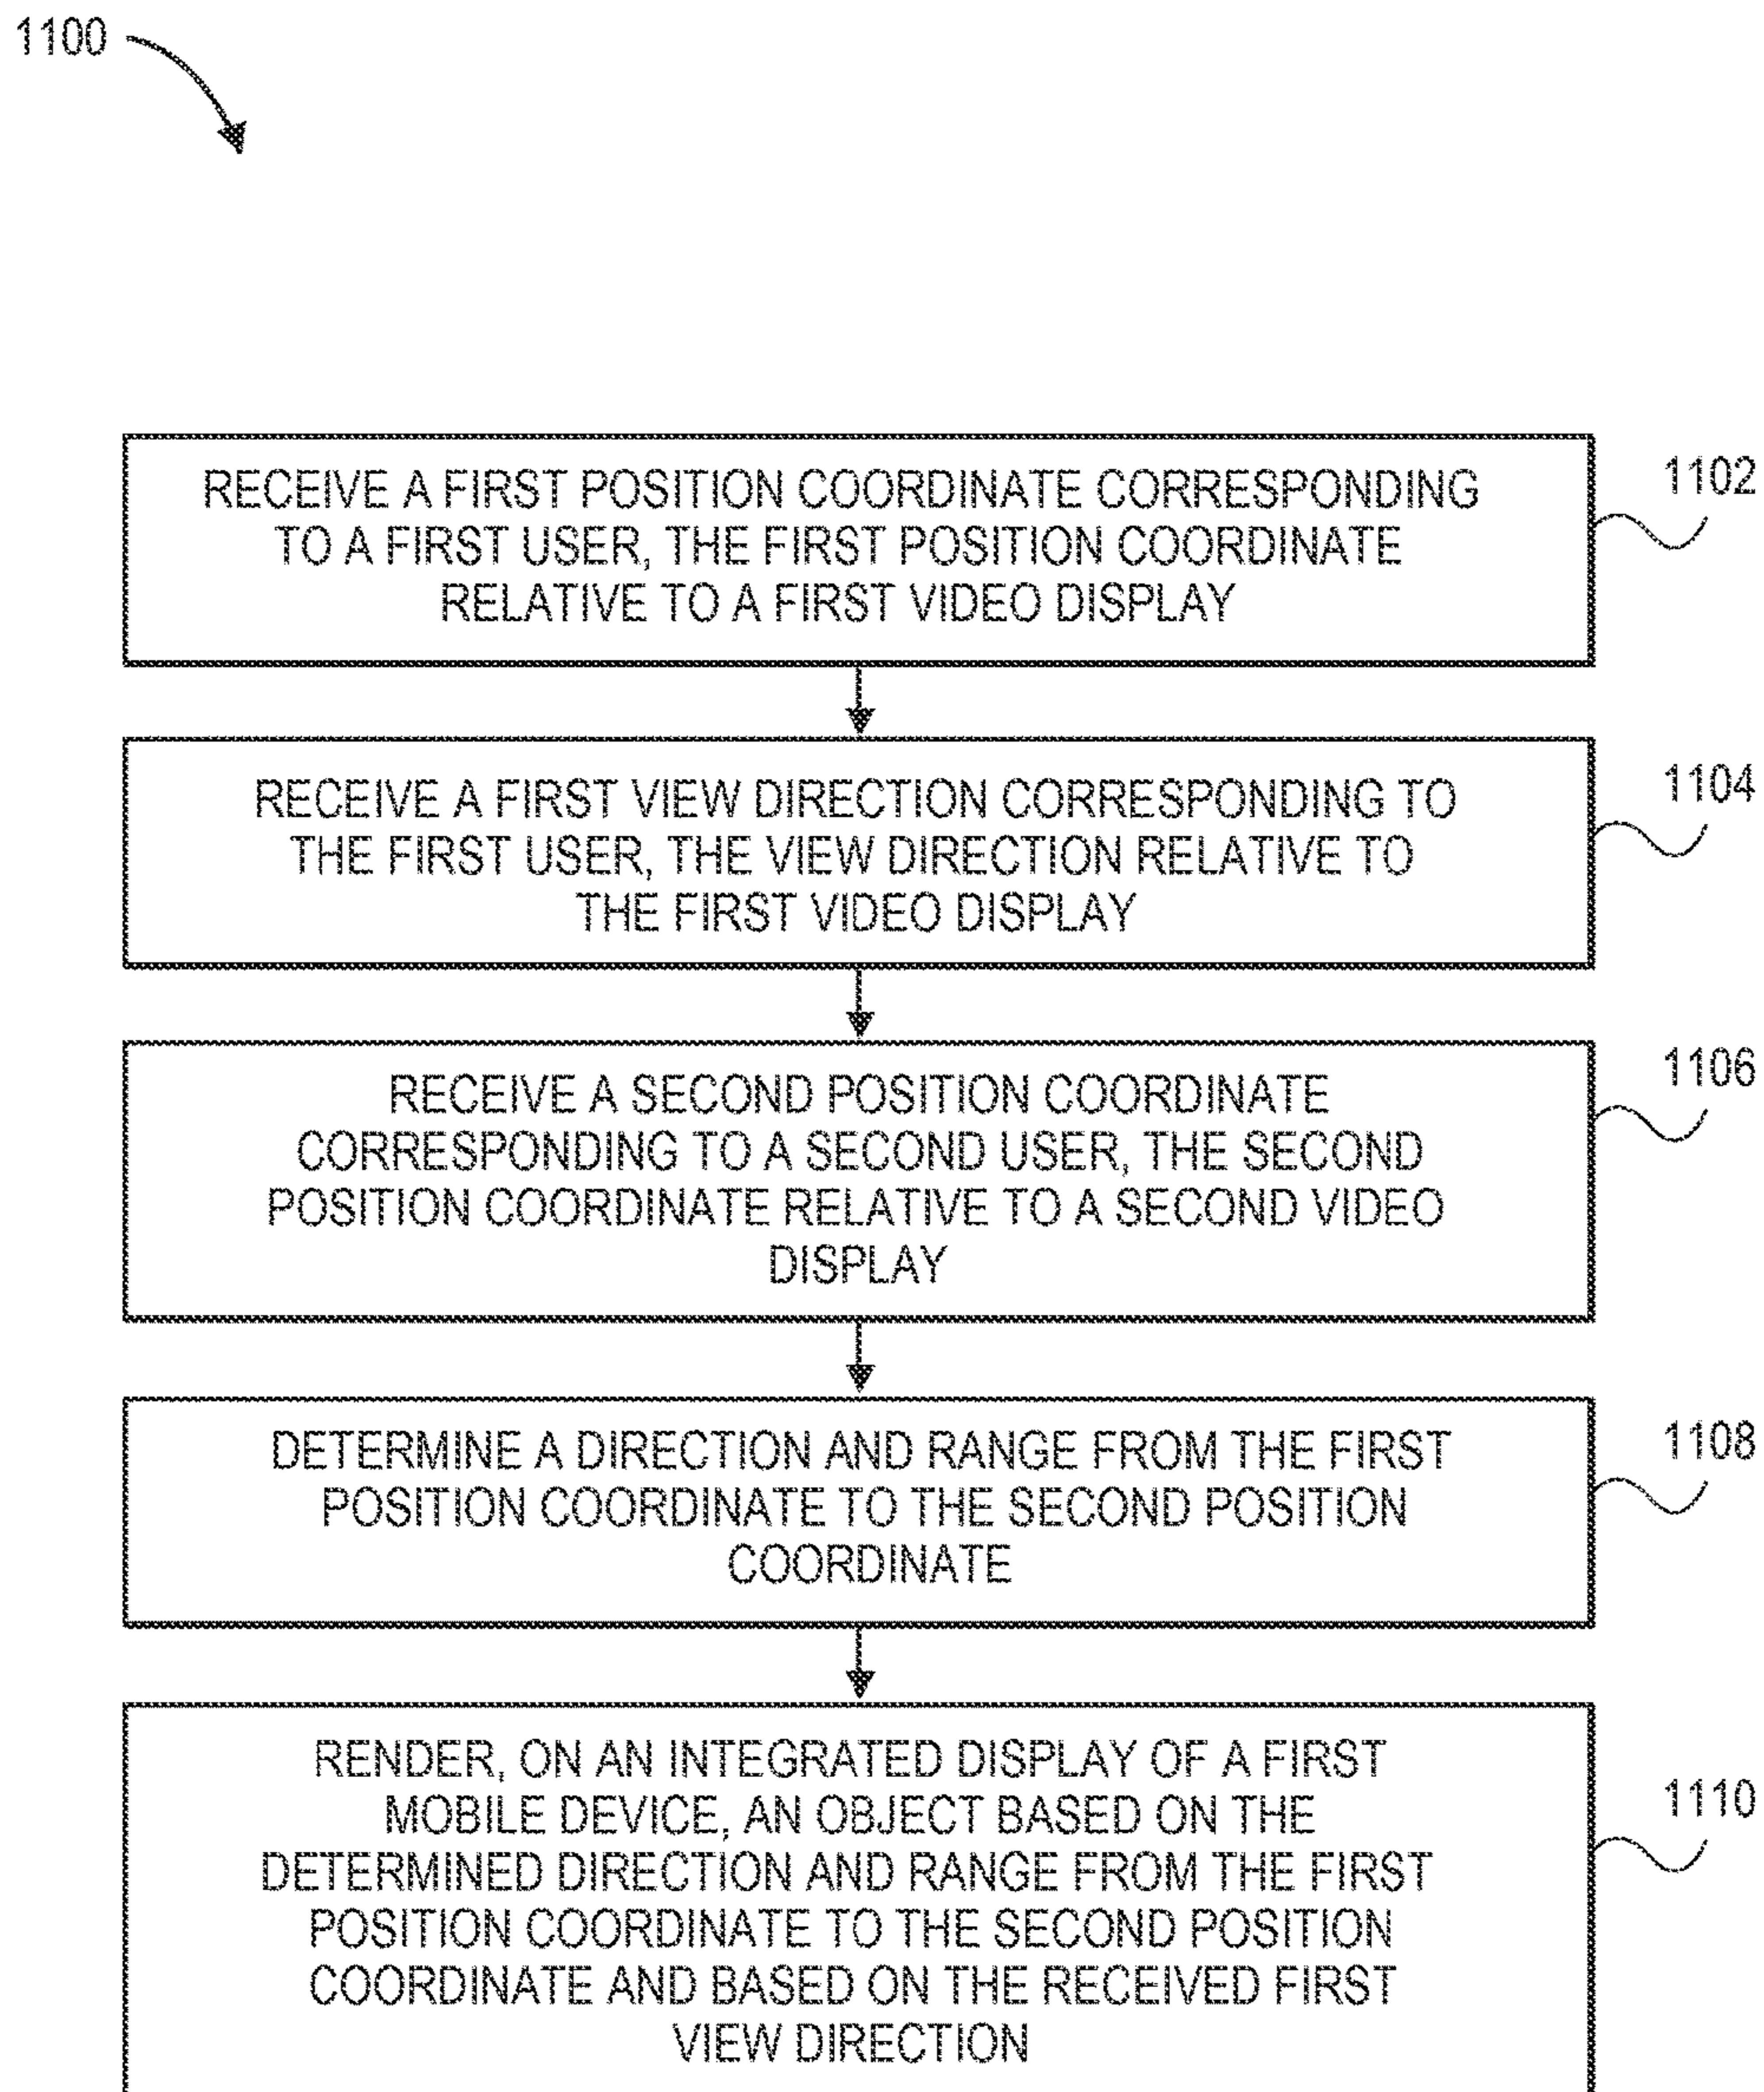 1100
RECEIVE A FIRST POSITION COORDINATE CORRESPONDING
TO A FIRST USER, THE FIRST POSITION COORDINATE
RELATIVE TO A FIRST VIDEO DISPLAY
1102
RECEIVE A FIRST VIEW DIRECTION CORRESPONDING TO
THE FIRST USER, THE VIEW DIRECTION RELATIVE TO
THE FIRST VIDEO DISPLAY
1104
RECEIVE A SECOND POSITION COORDINATE
CORRESPONDING TO A SECOND USER, THE SECOND
POSITION COORDINATE RELATIVE TO A SECOND VIDEO
DISPLAY
1106
DETERMINE A DIRECTION AND RANGE FROM THE FIRST
POSITION COORDINATE TO THE SECOND POSITION
COORDINATE
1108
RENDER, ON AN INTEGRATED DISPLAY OF A FIRST
MOBILE DEVICE, AN OBJECT BASED ON THE
DETERMINED DIRECTION AND RANGE FROM THE FIRST
POSITION COORDINATE TO THE SECOND POSITION
COORDINATE AND BASED ON THE RECEIVED FIRST
VIEW DIRECTION
1110